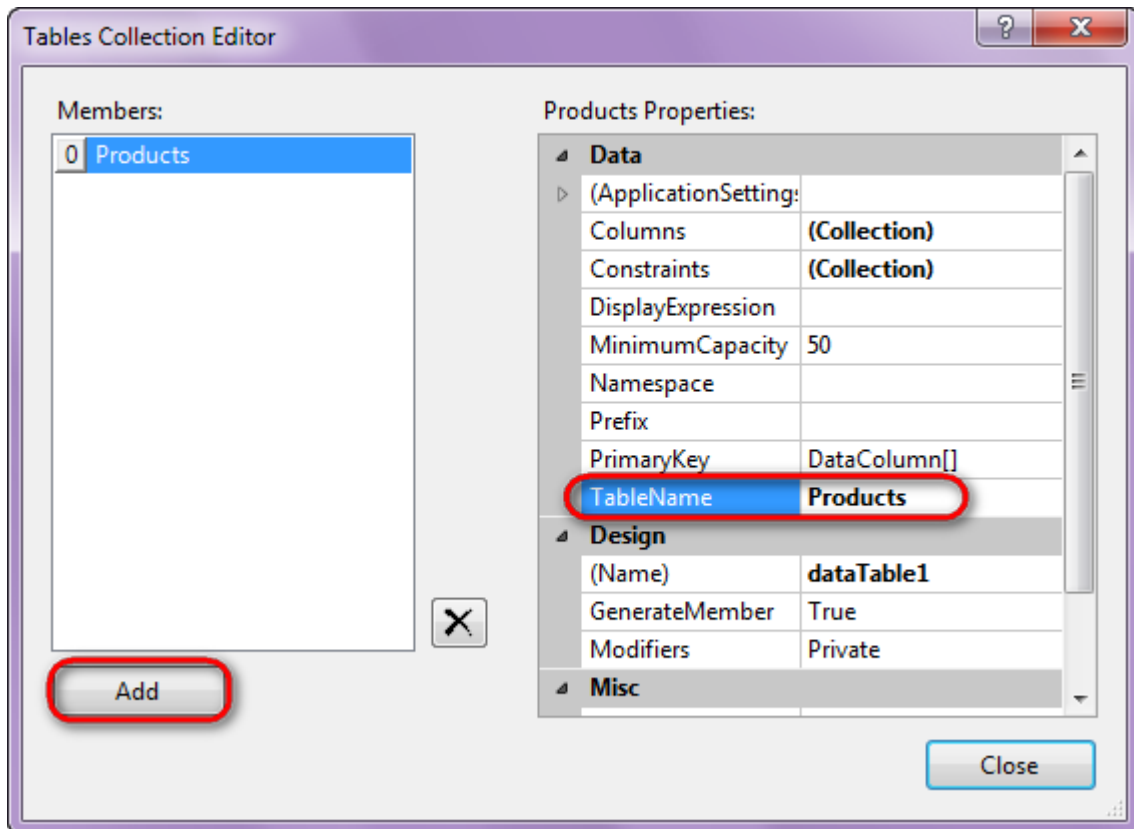 Tables Collection Editor
?
Members:
0 Products
Add
Products Properties:
Data
(ApplicationSettings
Columns (Collection)
Constraints (Collection)
DisplayExpression
MinimumCapacity 50
Namespace
Prefix
PrimaryKey DataColumn[]
TableName Products
Design
(Name) dataTable1
GenerateMember True
Modifiers Private
Misc
Close